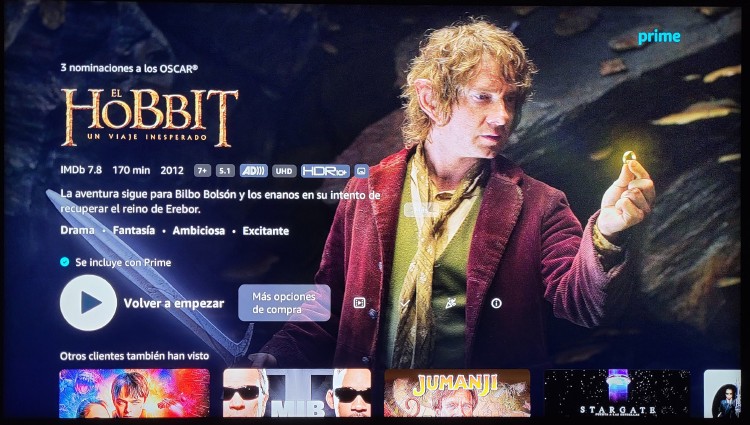 prime
3 nominaciones a los OSCAR®
EL
HOBBIT
UN VIAJE INESPERADO
IMDb 7.8 170 min 2012 7+ 5.1 AD))) UHD HDR10+
La aventura sigue para Bilbo Bolsón y los enanos en su intento de
recuperar el reino de Erebor.
Drama • Fantasía • Ambiciosa • Excitante
Se incluye con Prime
Volver a empezar
Más opciones
de compra
Otros clientes también han visto
MIB
JUMANJI
STARGATE